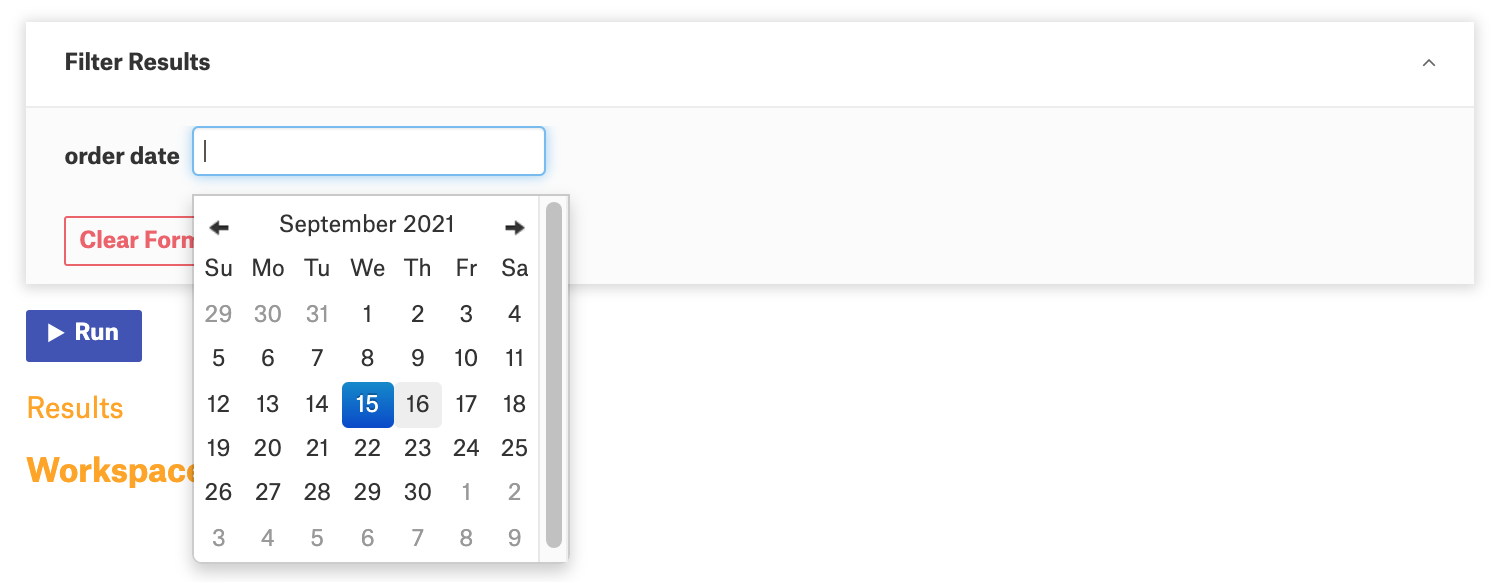 Filter Results
order date
Clear Form
September 2021
Su Mo Tu We Th Fr Sa
29 30 31 1 2 3 4
5 6 7 8 9 10 11
12 13 14 15 16 17 18
19 20 21 22 23 24 25
26 27 28 29 30 1 2
3 4 5 6 7 8 9
Run
Results
Workspace